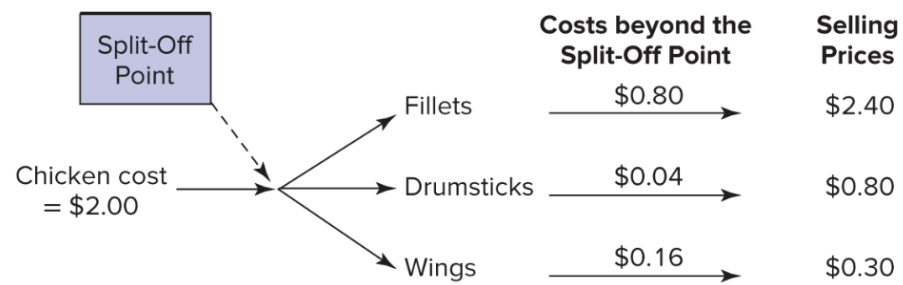 Split-Off
Point
Costs beyond the
Split-Off Point
Selling
Prices
Chicken cost
= $2.00
Fillets
$0.80
$2.40
Drumsticks
$0.04
$0.80
Wings
$0.16
$0.30